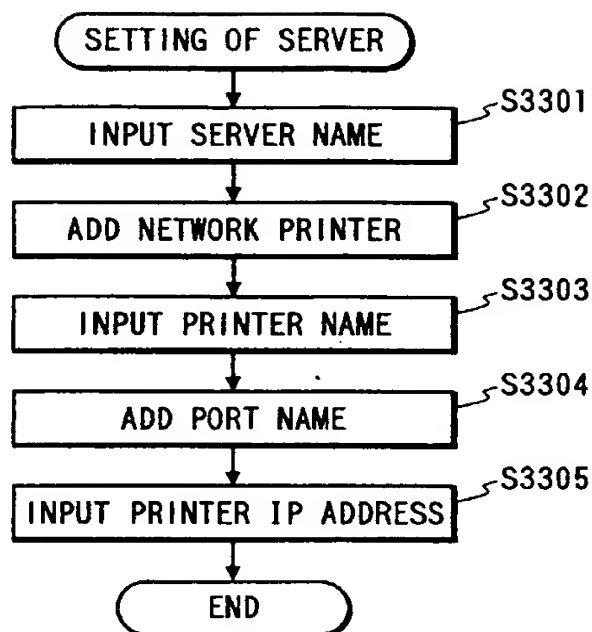 SETTING OF SERVER
S3301
INPUT SERVER NAME
S3302
ADD NETWORK PRINTER
S3303
INPUT PRINTER NAME
S3304
ADD PORT NAME
S3305
INPUT PRINTER IP ADDRESS
END